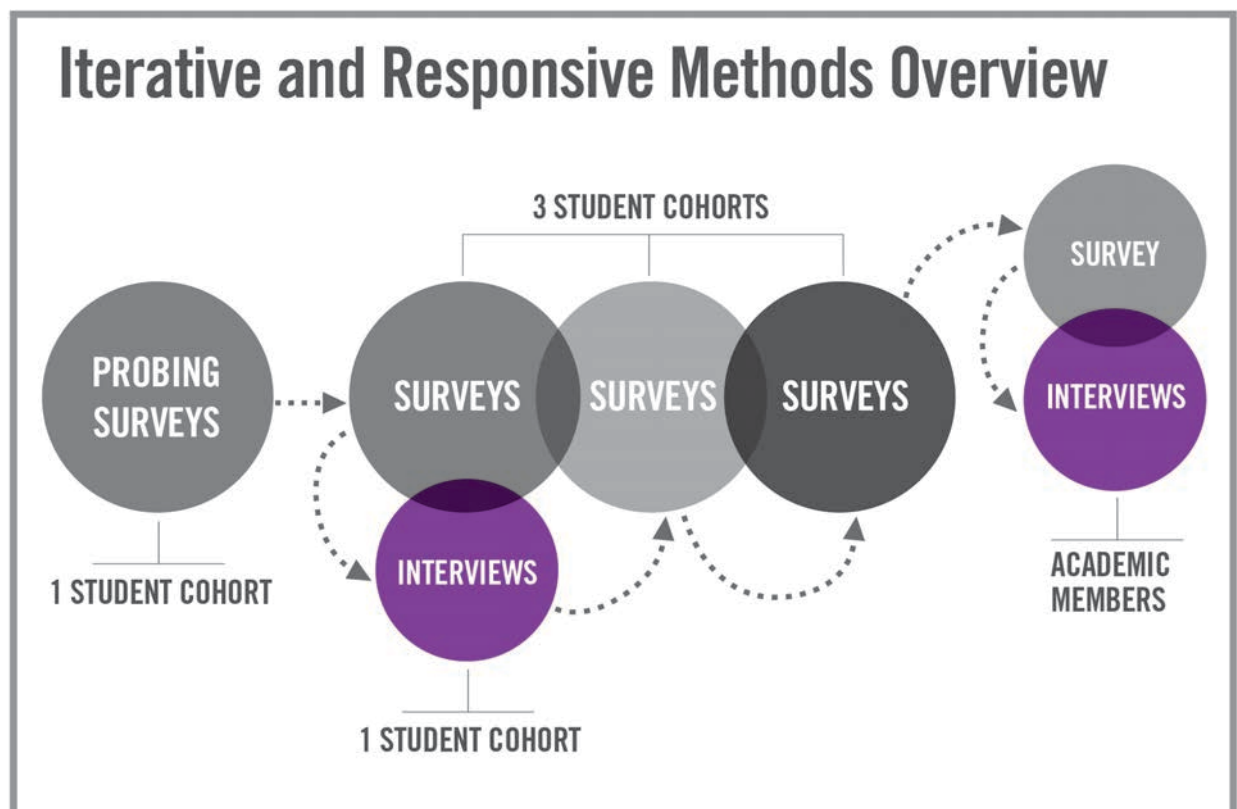 Iterative and Responsive Methods Overview
3 STUDENT COHORTS
PROBING
SURVEYS
1 STUDENT COHORT
SURVEYS
SURVEYS
SURVEYS
INTERVIEWS
1 STUDENT COHORT
SURVEY
INTERVIEWS
ACADEMIC
MEMBERS